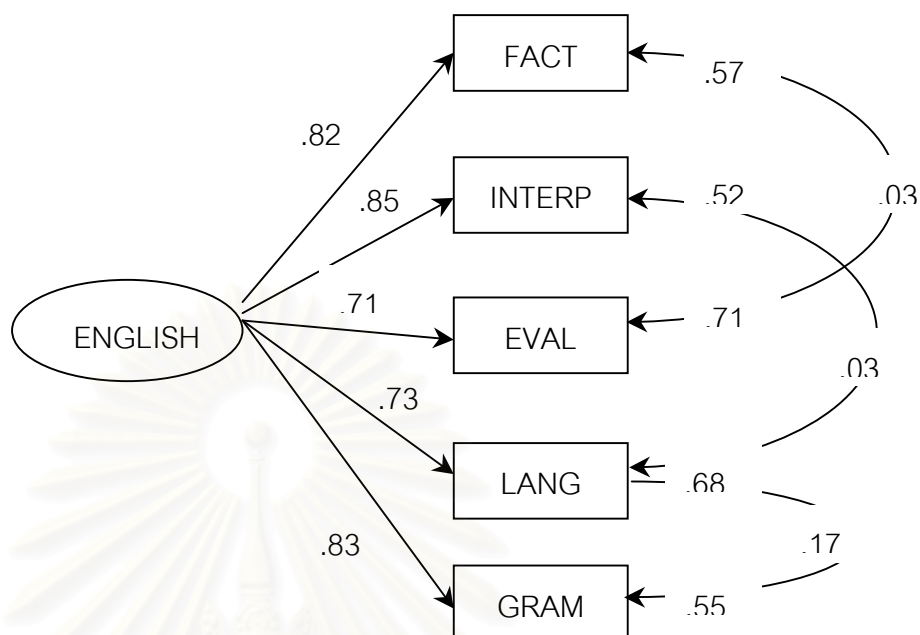 FACT
.57
.82
INTERP
.52
.03
.85
.71
EVAL
.71
ENGLISH
.03
.73
LANG
.68
.83
.17
GRAM
.55